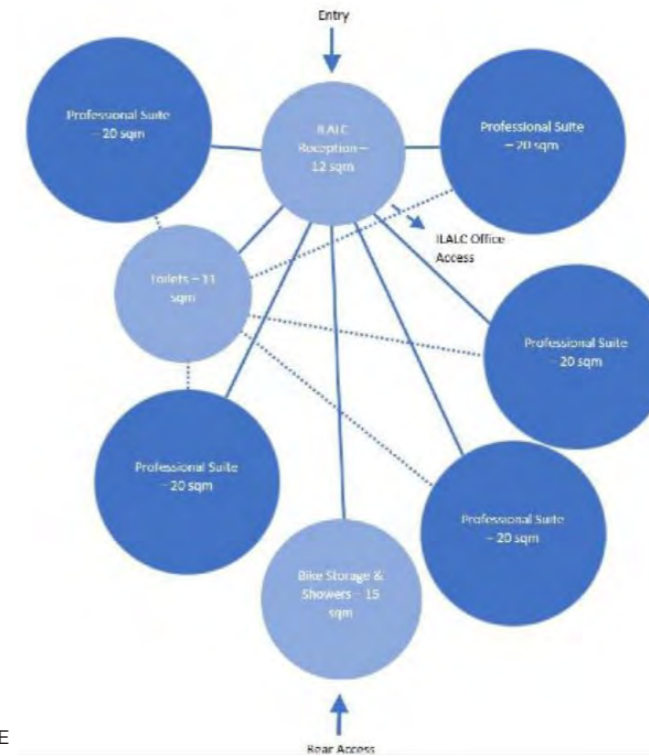 Entry
Professional Suite
– 20 sqm
ILALC
Reception –
12 sqm
Professional Suite
– 20 sqm
ILALC Office
Access
Toilets – 11
sqm
Professional Suite
– 20 sqm
Professional Suite
– 20 sqm
Professional Suite
– 20 sqm
Bike Storage &
Showers – 15
sqm
E
Rear Access